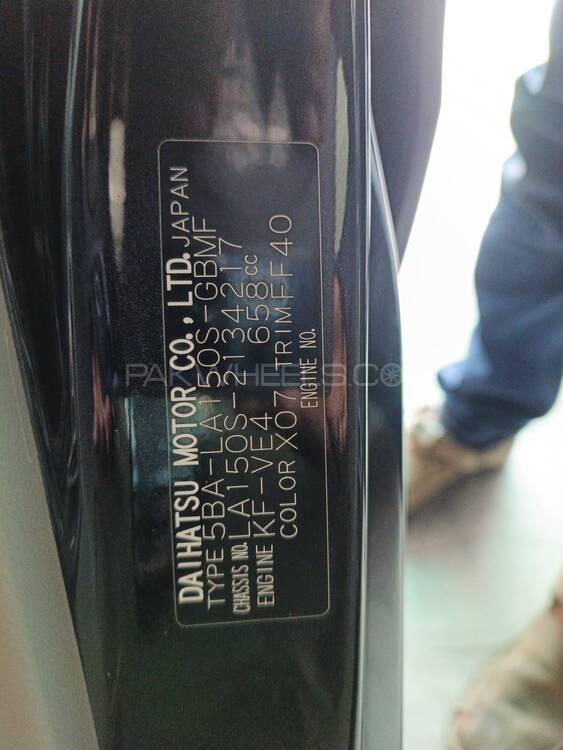 DAIHATSU MOTOR CO., LTD. JAPAN
TYPE 5BA-LA150S-GBMF
CHASSIS NO. LA150S-2134217
ENGINE KF-VE4 658cc
COLOR X07 TRIM FF40
ENGINE NO.
PAKWHEELS.COM